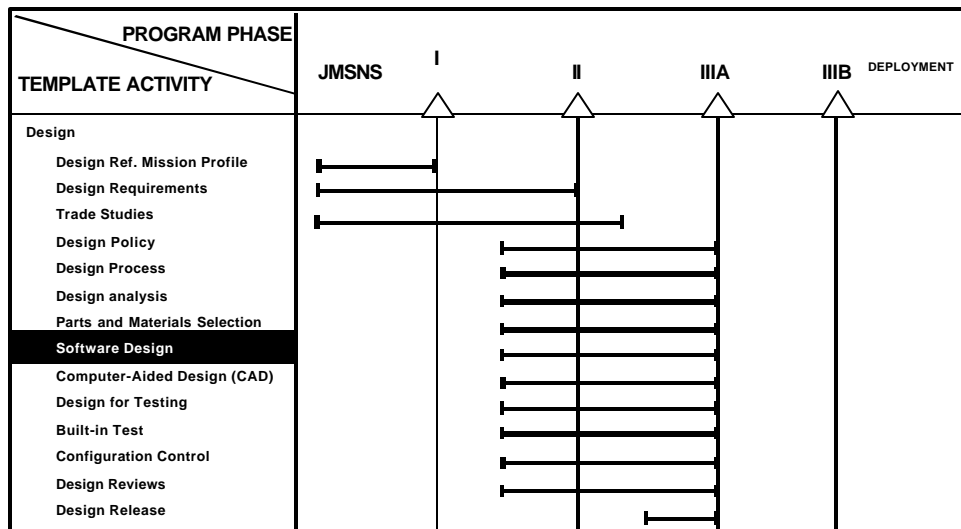 PROGRAM PHASE
TEMPLATE ACTIVITY
JMSNS
I
II
IIIA
IIIB
DEPLOYMENT
Design
Design Ref. Mission Profile
Design Requirements
Trade Studies
Design Policy
Design Process
Design analysis
Parts and Materials Selection
Software Design
Computer-Aided Design (CAD)
Design for Testing
Built-in Test
Configuration Control
Design Reviews
Design Release